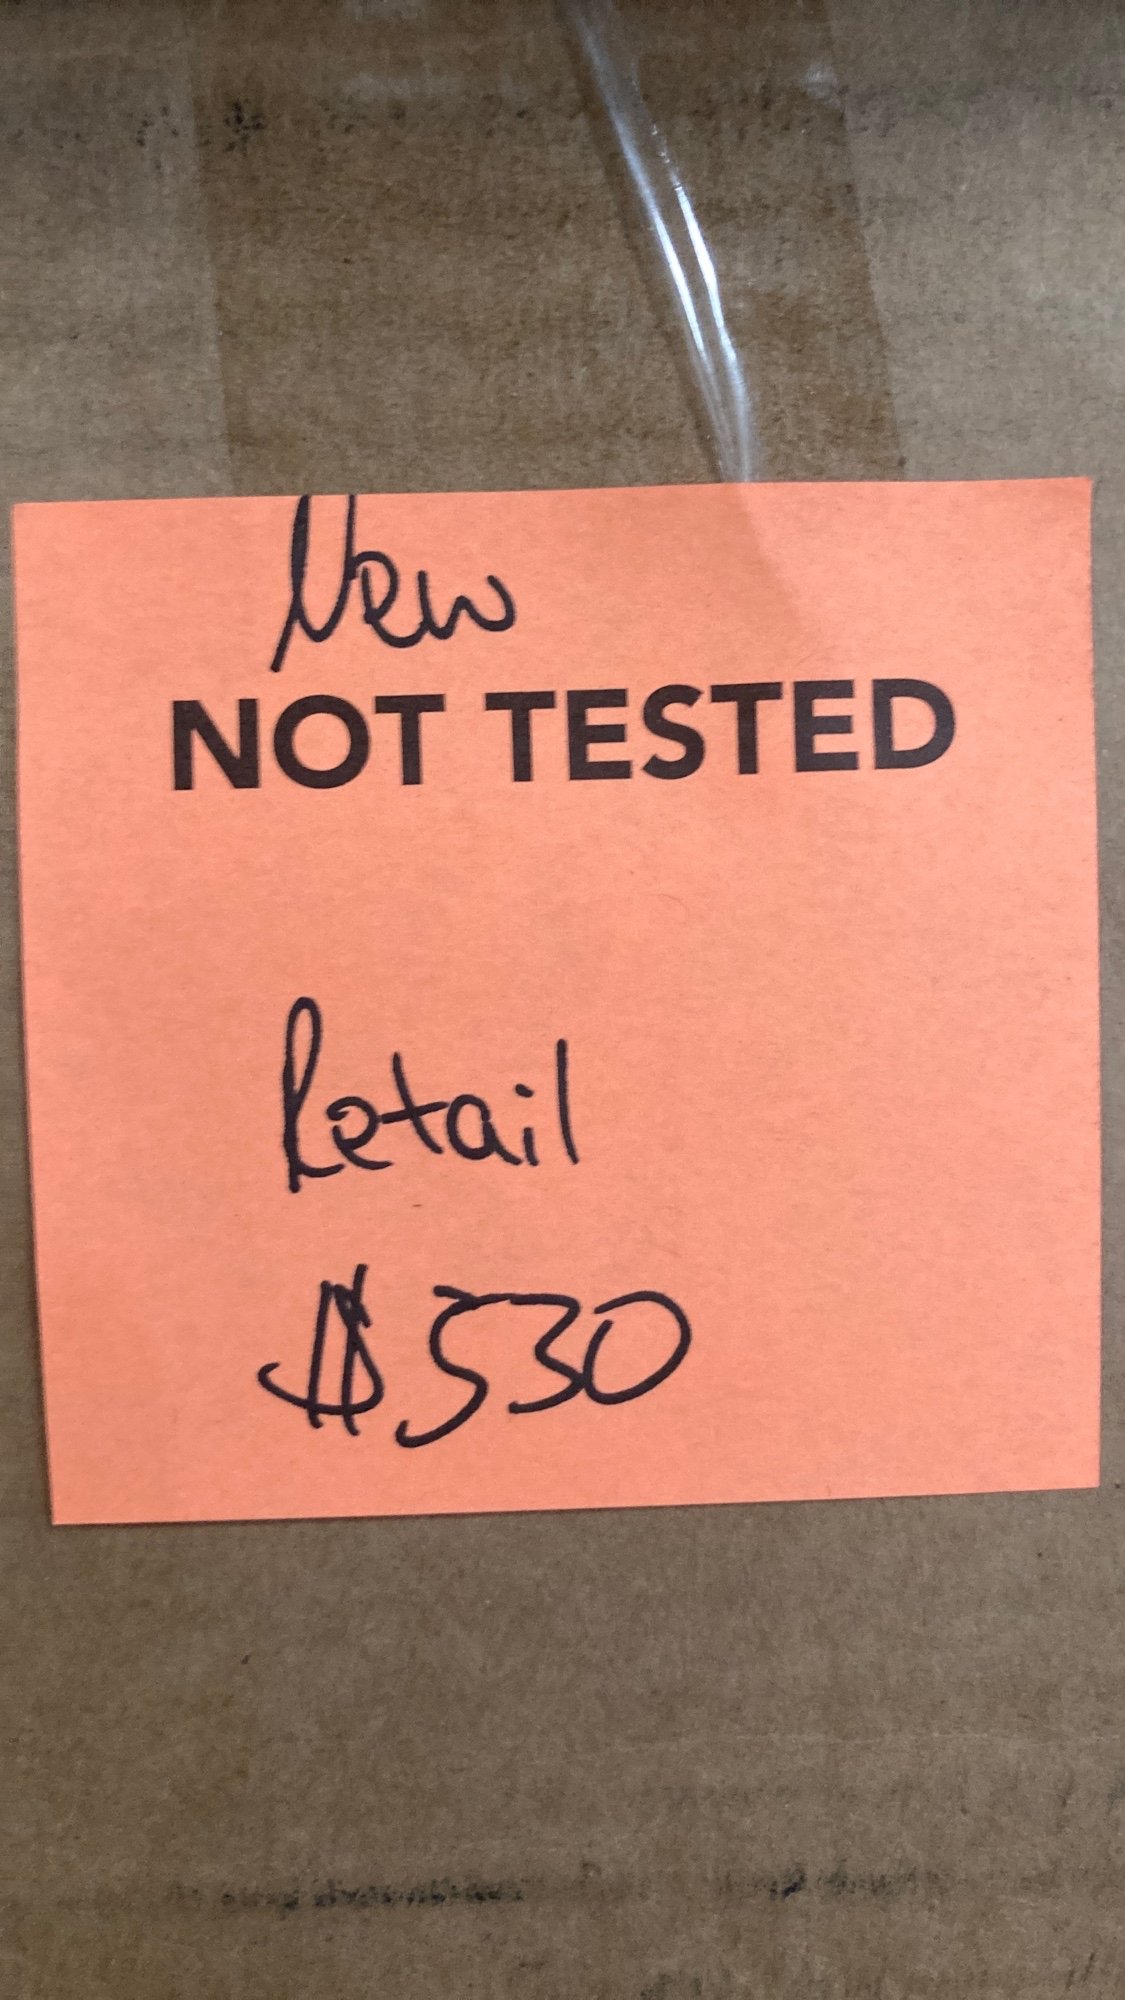 New
NOT TESTED
Retail
$530